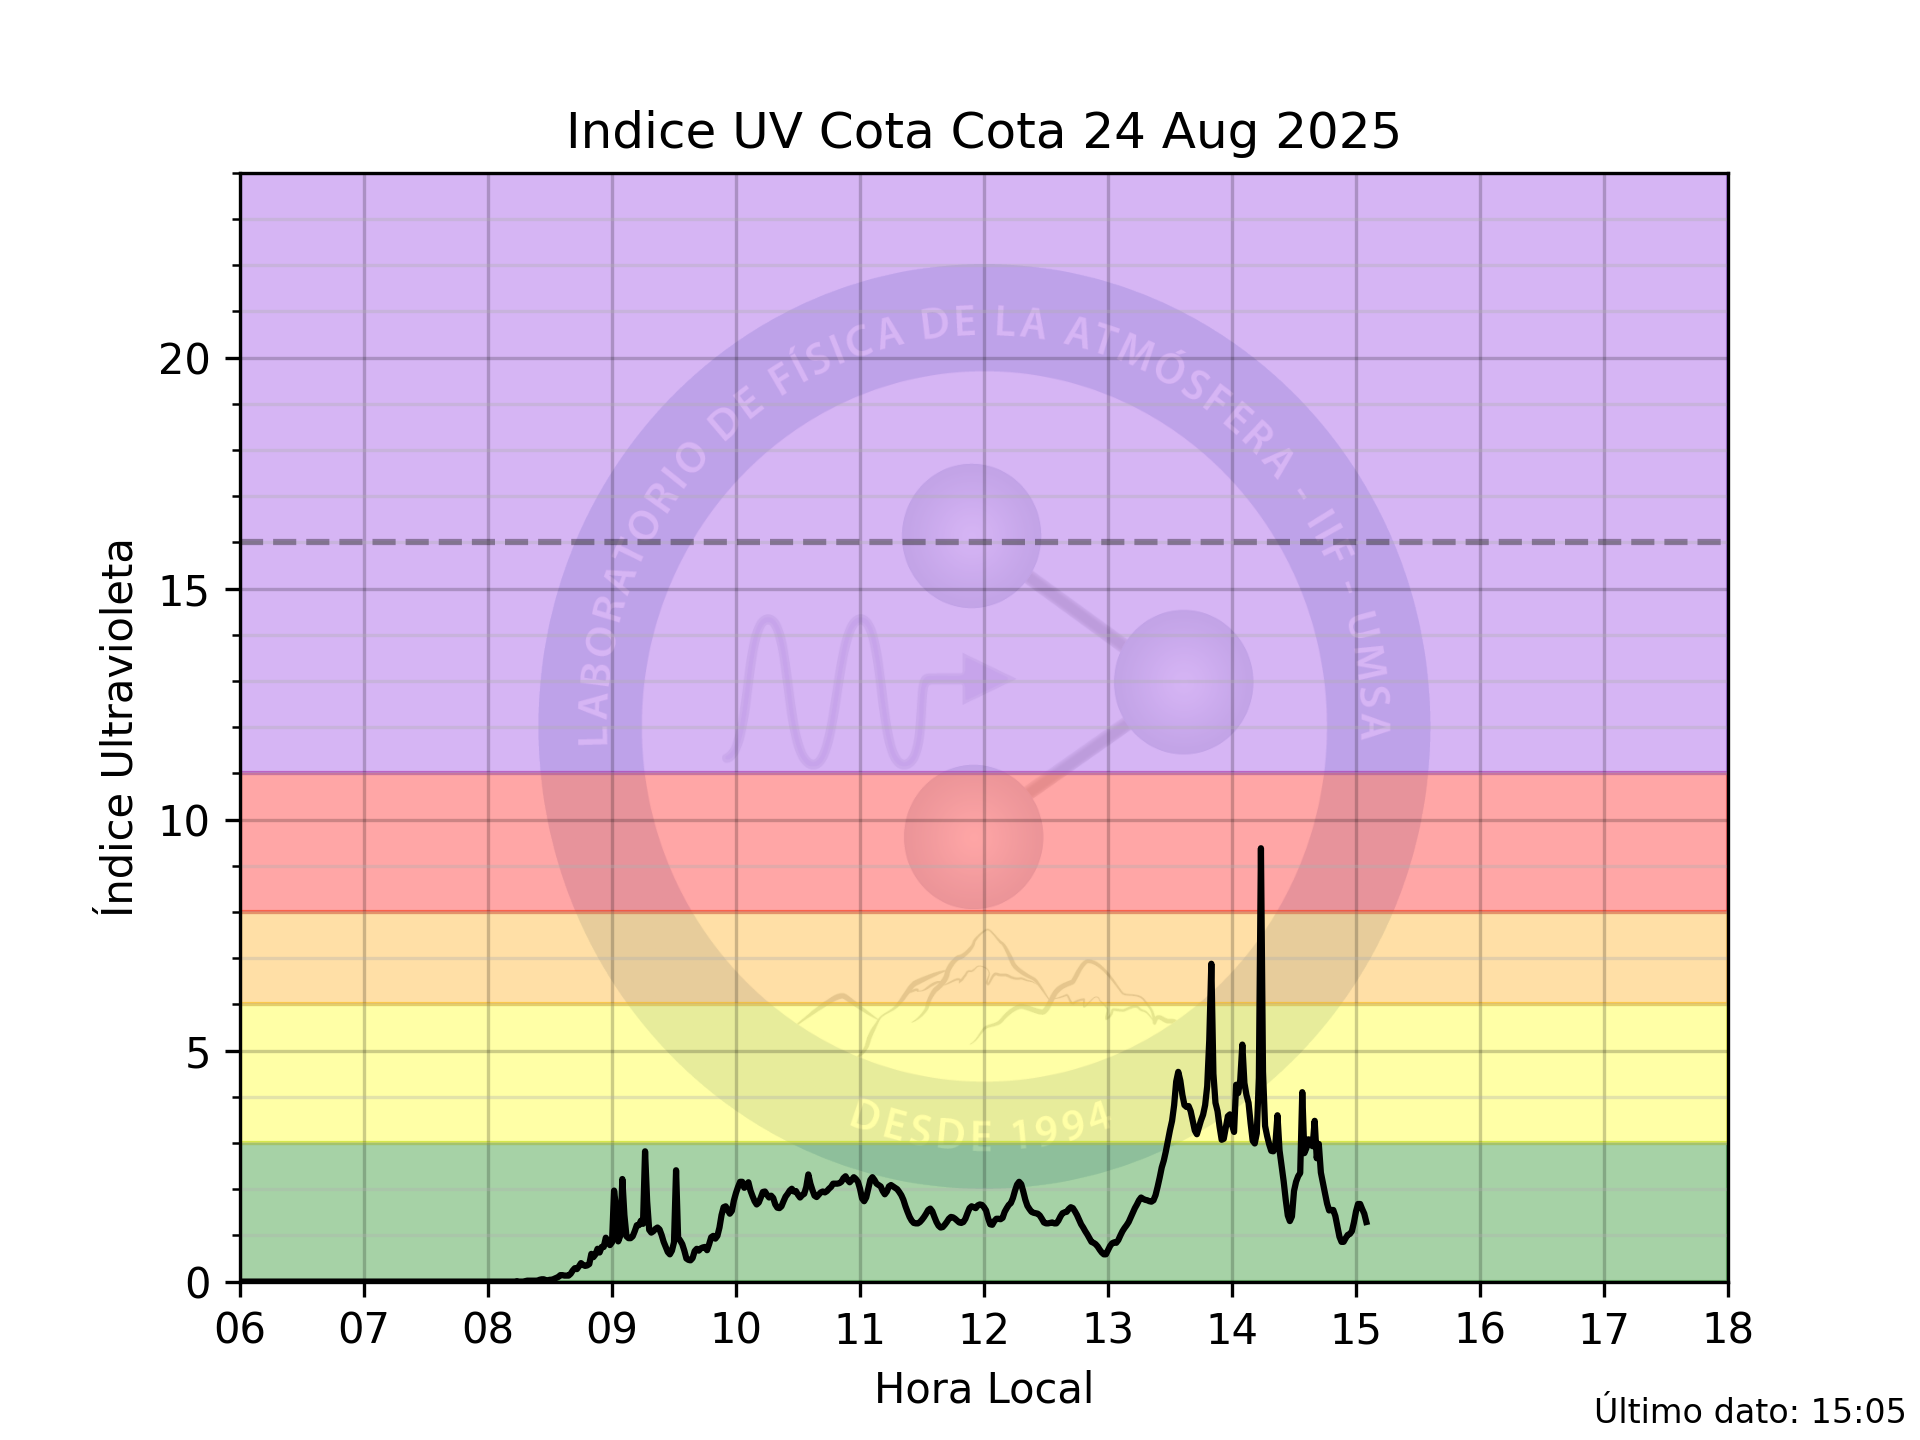 Indice UV Cota Cota 24 Aug 2025
LABORATORIO DE FÍSICA DE LA ATMÓSFERA - IIF - UMSA
DESDE 1994
Índice Ultravioleta
20
15
10
5
0
06 07 08 09 10 11 12 13 14 15 16 17 18
Hora Local
Último dato: 15:05